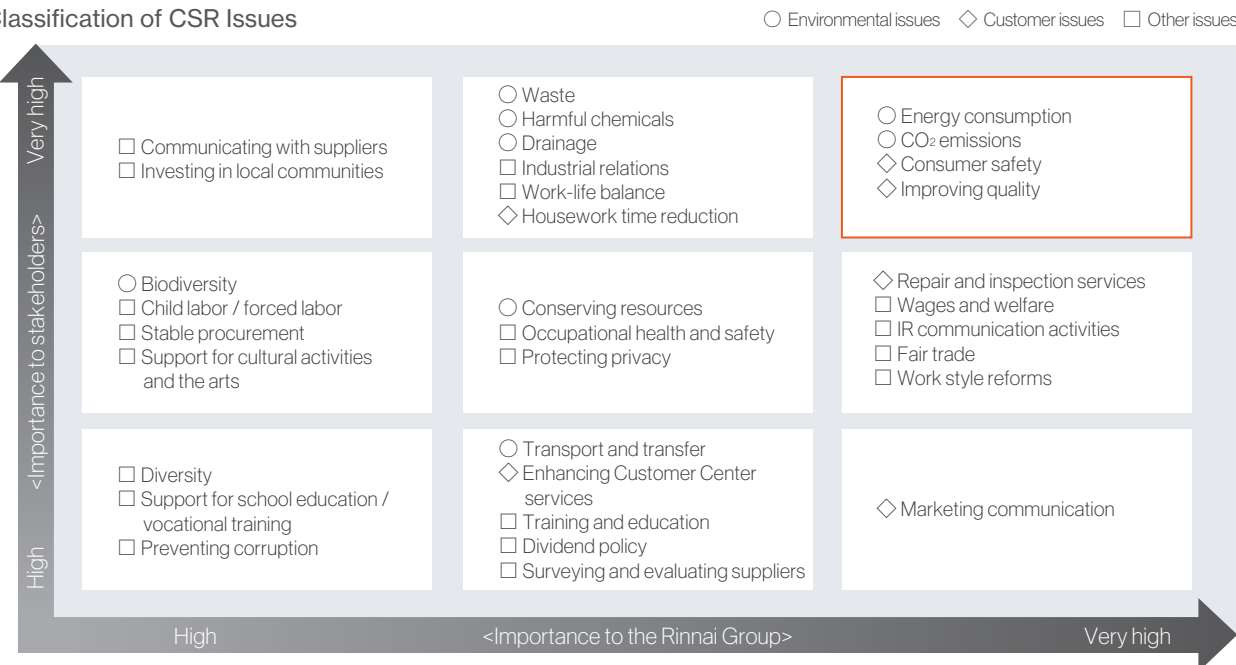 Classification of CSR Issues
○ Environmental issues ◇ Customer issues □ Other issues
Very high
<Importance to stakeholders>
High
□ Communicating with suppliers
□ Investing in local communities
○ Waste
○ Harmful chemicals
○ Drainage
□ Industrial relations
□ Work-life balance
◇ Housework time reduction
○ Energy consumption
○ CO2 emissions
◇ Consumer safety
◇ Improving quality
○ Biodiversity
□ Child labor / forced labor
□ Stable procurement
□ Support for cultural activities
and the arts
○ Conserving resources
□ Occupational health and safety
□ Protecting privacy
◇ Repair and inspection services
□ Wages and welfare
□ IR communication activities
□ Fair trade
□ Work style reforms
□ Diversity
□ Support for school education /
vocational training
□ Preventing corruption
○ Transport and transfer
◇ Enhancing Customer Center
services
□ Training and education
□ Dividend policy
□ Surveying and evaluating suppliers
◇ Marketing communication
High
<Importance to the Rinnai Group>
Very high